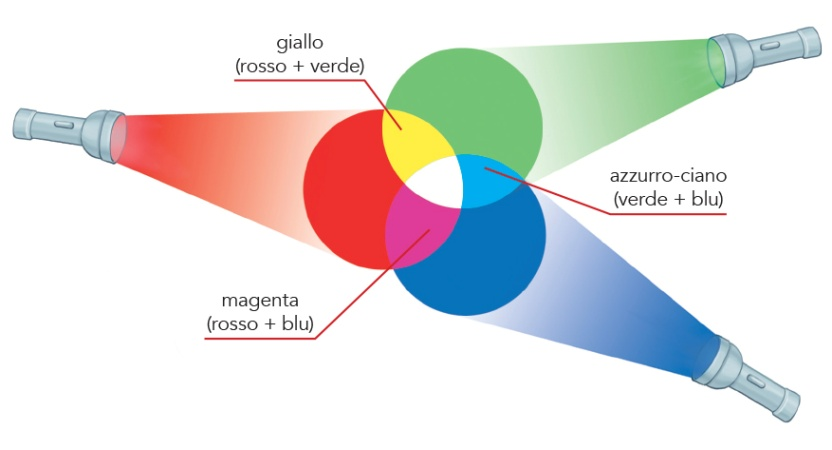 giallo
(rosso + verde)
azzurro-ciano
(verde + blu)
magenta
(rosso + blu)